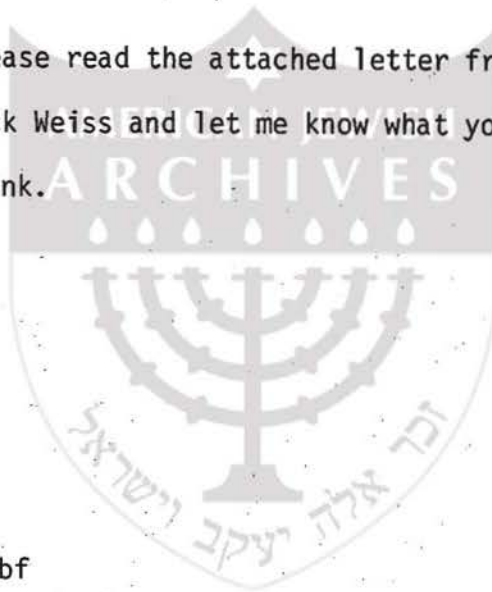 ease read the attached letter fr
k Weiss and let me know what yo
nk.
AMERICAN JEWISH
ARCHIVES
זכר אלה יעקב וישראל
bf